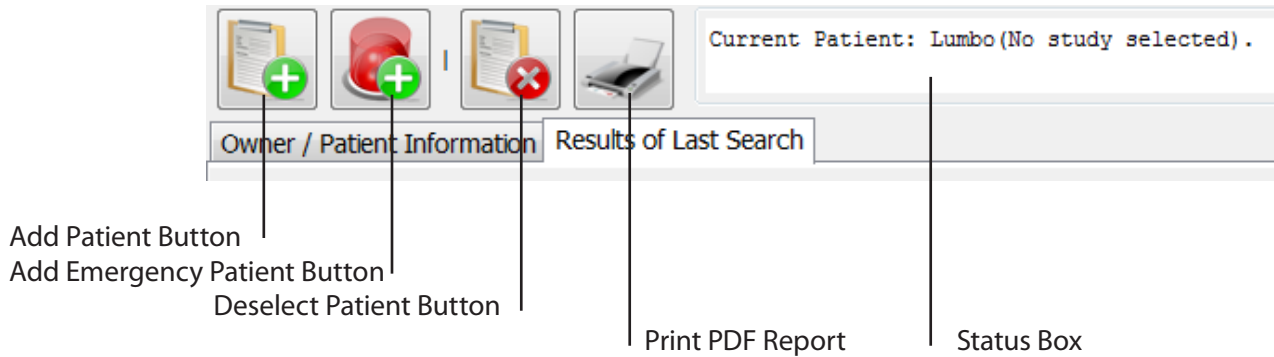 Current Patient: Lumbo(No study selected).
Owner / Patient Information
Results of Last Search
Add Patient Button
Add Emergency Patient Button
Deselect Patient Button
Print PDF Report
Status Box